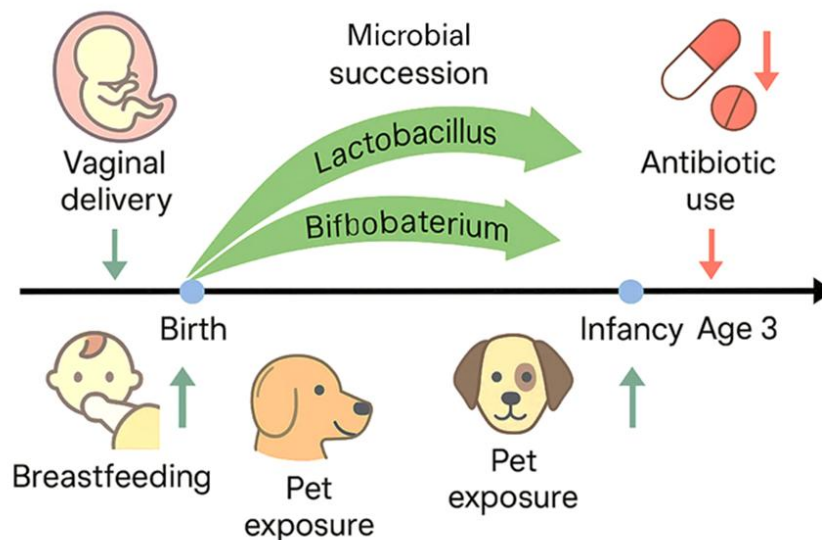 Microbial
succession
Vaginal
delivery
Lactobacillus
Bifbobaterium
Antibiotic
use
Birth
Infancy Age 3
Breastfeeding
Pet
exposure
Pet
exposure